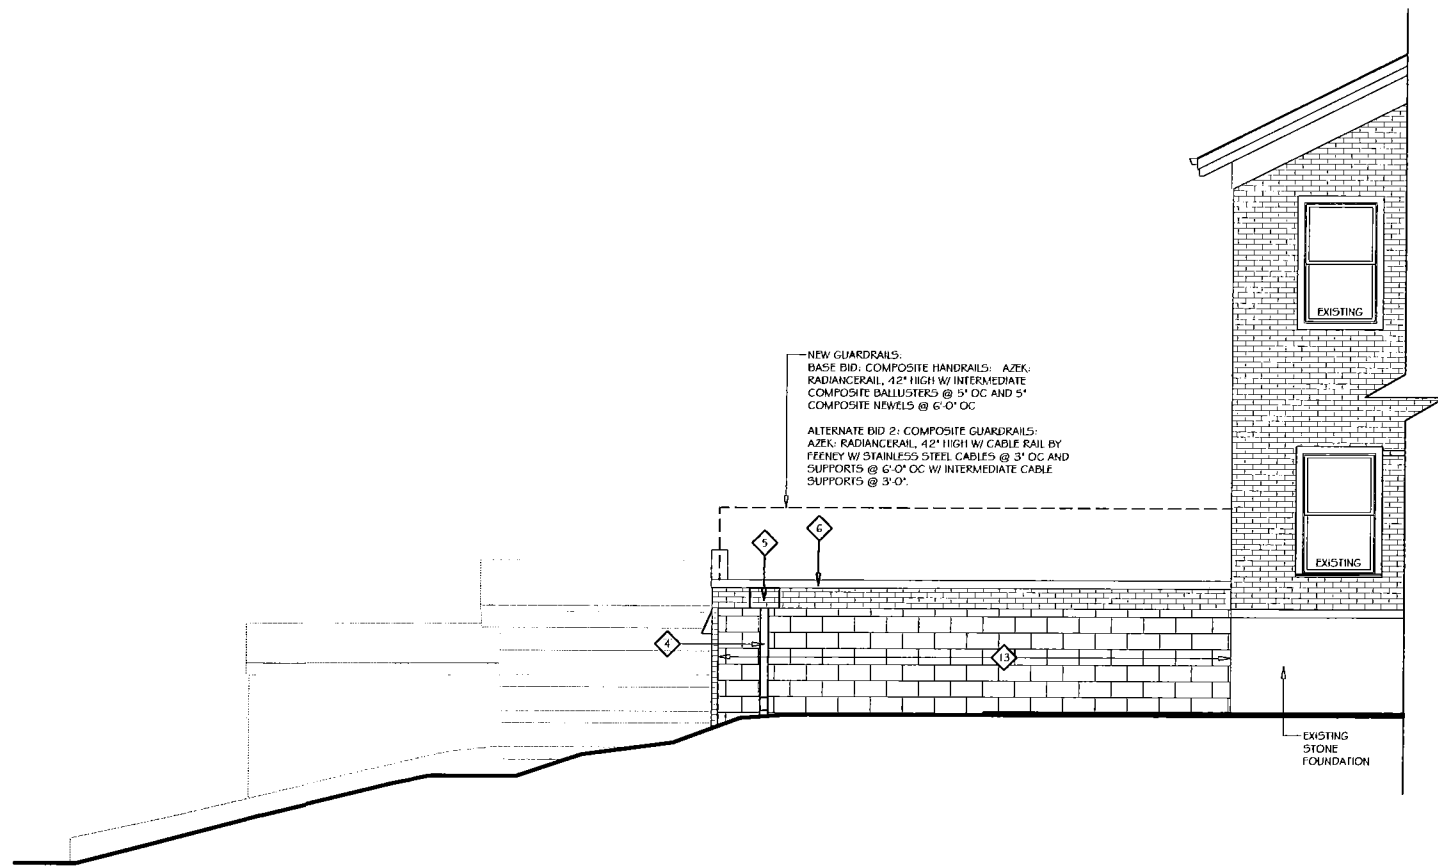 EXISTING
NEW GUARDRAILS:
BASE BID: COMPOSITE HANDRAILS: AZEK:
RADIANCERAIL, 42" HIGH W/ INTERMEDIATE
COMPOSITE BALLUSTERS @ 5" OC AND 5"
COMPOSITE NEWELS @ 6'-0" OC
ALTERNATE BID 2: COMPOSITE GUARDRAILS:
AZEK: RADIANCERAIL, 42" HIGH W/ CABLE RAIL BY
FEENEY W/ STAINLESS STEEL CABLES @ 3" OC AND
SUPPORTS @ 6'-0" OC W/ INTERMEDIATE CABLE
SUPPORTS @ 3'-0".
6
5
EXISTING
4
13
EXISTING
STONE
FOUNDATION